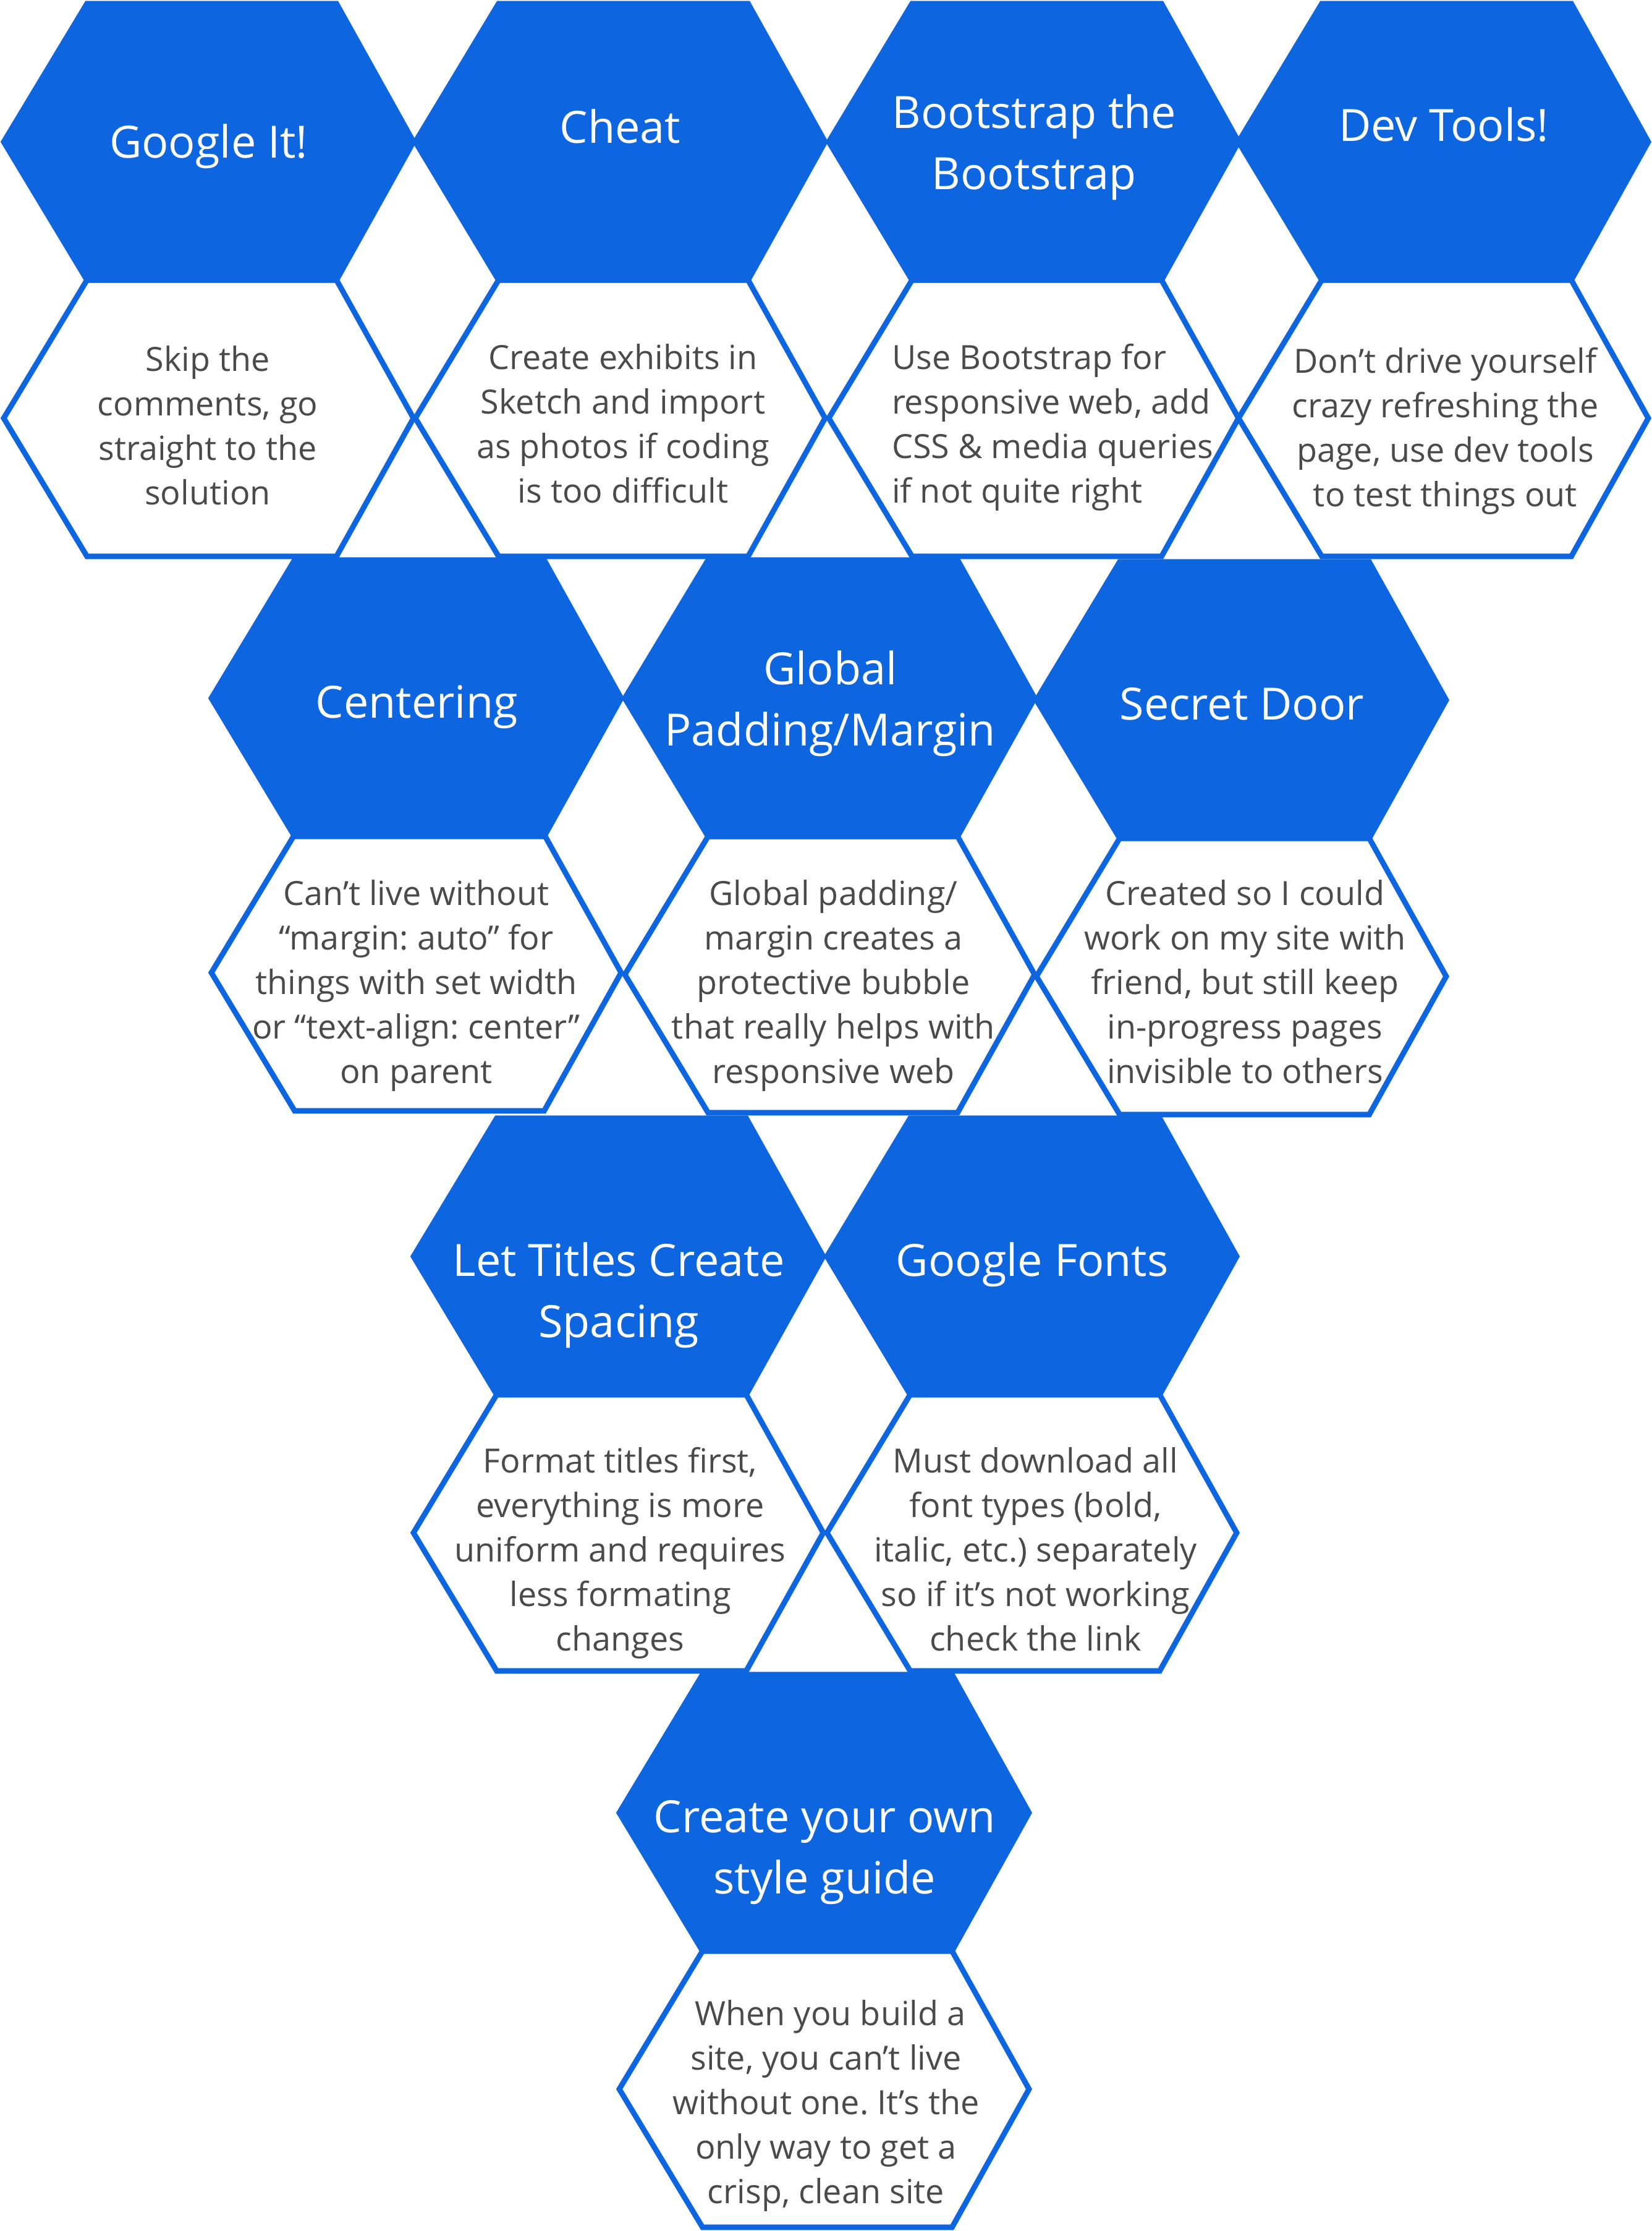 Google It!
Cheat
Bootstrap the
Bootstrap
Dev Tools!
Skip the
comments, go
straight to the
solution
Create exhibits in
Sketch and import
as photos if coding
is too difficult
Use Bootstrap for
responsive web, add
CSS & media queries
if not quite right
Don’t drive yourself
crazy refreshing the
page, use dev tools
to test things out
Centering
Global
Padding/Margin
Secret Door
Can’t live without
“margin: auto” for
things with set width
or “text-align: center”
on parent
Global padding/
margin creates a
protective bubble
that really helps with
responsive web
Created so I could
work on my site with
friend, but still keep
in-progress pages
invisible to others
Let Titles Create
Spacing
Google Fonts
Format titles first,
everything is more
uniform and requires
less formating
changes
Must download all
font types (bold,
italic, etc.) separately
so if it’s not working
check the link
Create your own
style guide
When you build a
site, you can’t live
without one. It’s the
only way to get a
crisp, clean site